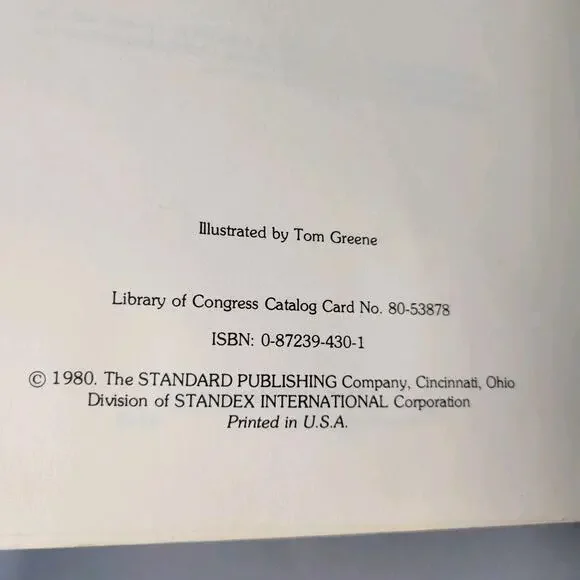 Illustrated by Tom Greene
Library of Congress Catalog Card No. 80-53878
ISBN: 0-87239-430-1
© 1980. The STANDARD PUBLISHING Company, Cincinnati, Ohio
Division of STANDEX INTERNATIONAL Corporation
Printed in U.S.A.